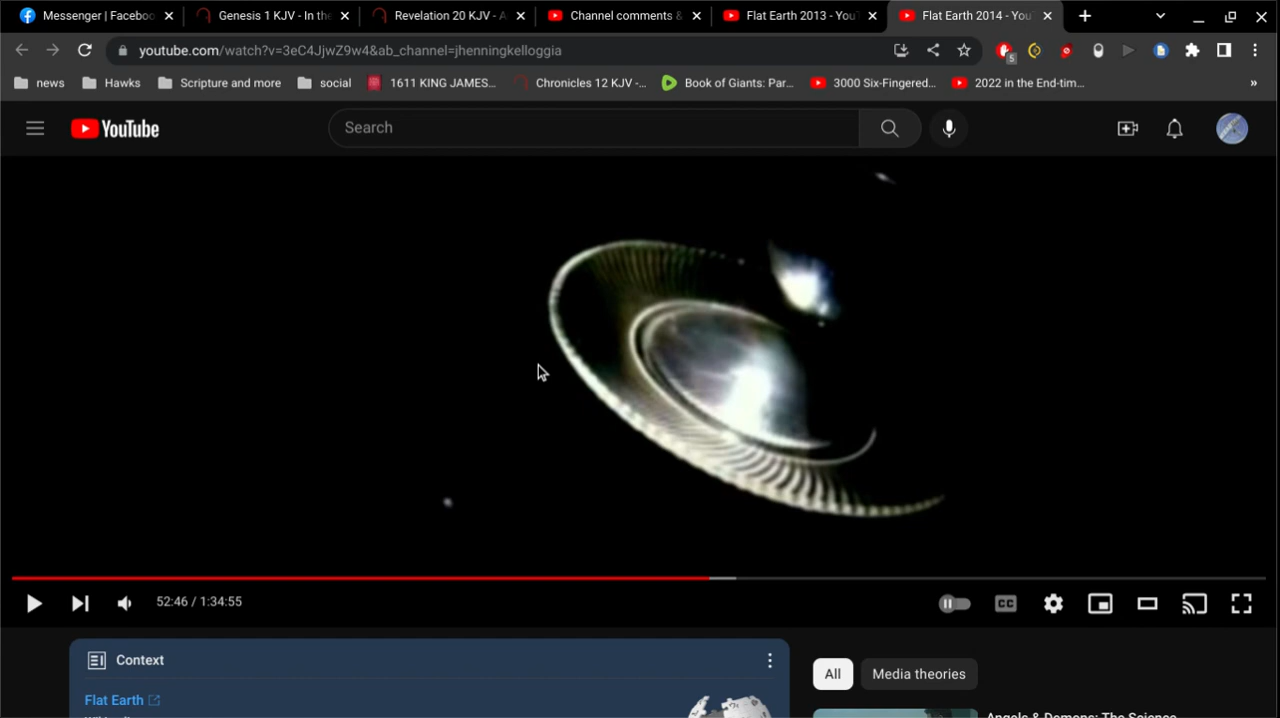 Messenger | Faceboo
Genesis 1 KJV - In the
Revelation 20 KJV - A
Channel comments &
Flat Earth 2013 - YouT
Flat Earth 2014 - You
youtube.com/watch?v=3eC4JjwZ9w4&ab_channel=jhenningkelloggia
5
news
Hawks
Scripture and more
social
1611 KING JAMES...
Chronicles 12 KJV -...
Book of Giants: Par...
3000 Six-Fingered...
2022 in the End-tim...
»
YouTube
Search
52:46 / 1:34:55
CC
Context
Flat Earth
All
Media theories
Angels & Demons: The Science